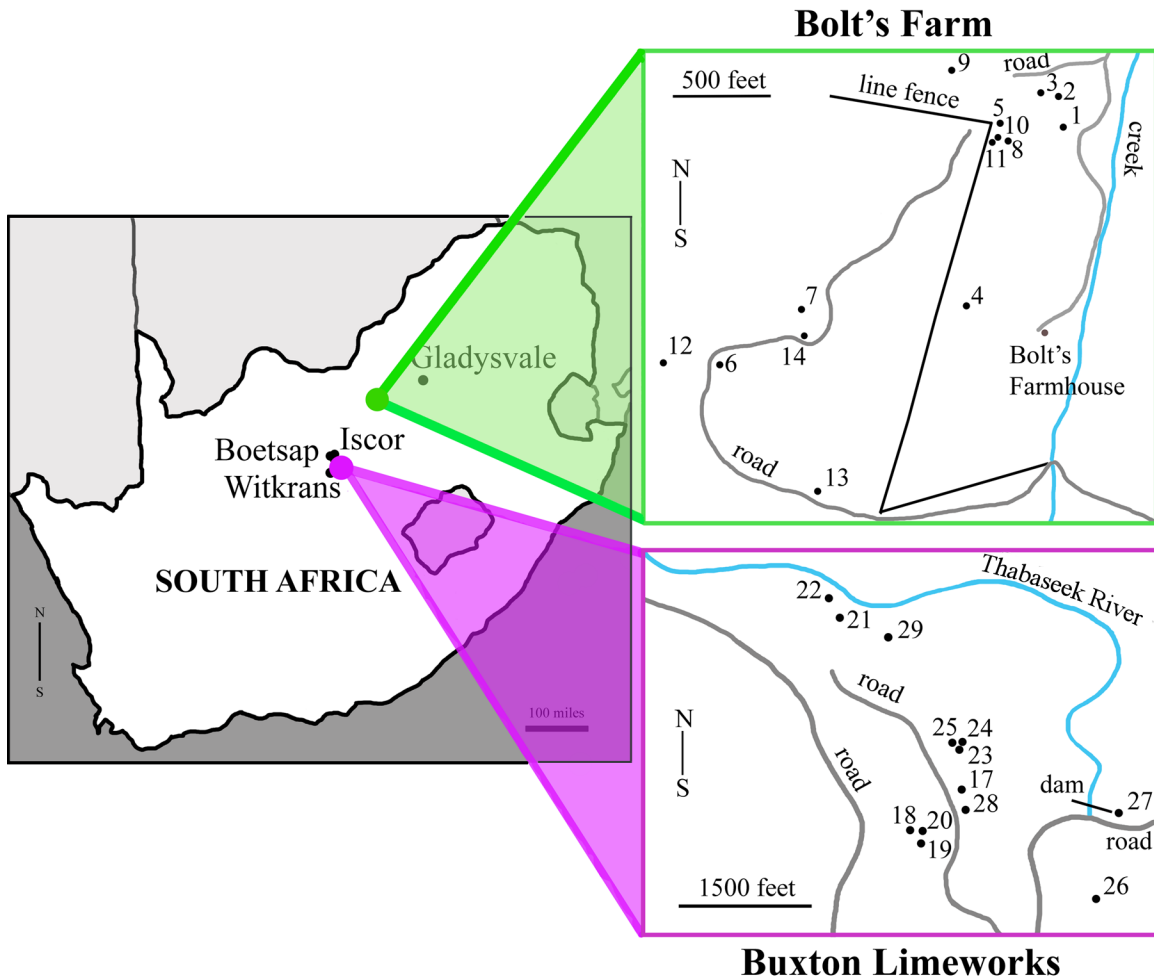 Bolt's Farm
500 feet
9
road
3
2
line fence
5
10
1
11
8
creek
N
S
7
4
12
14
6
Bolt's
Farmhouse
road
13
Gladysvale
Boetsap
Iscor
Witkrans
SOUTH AFRICA
N
S
100 miles
Thabaseek River
22
21
29
road
N
S
25
24
23
road
17
dam
28
27
18
20
road
19
1500 feet
26
Buxton Limeworks